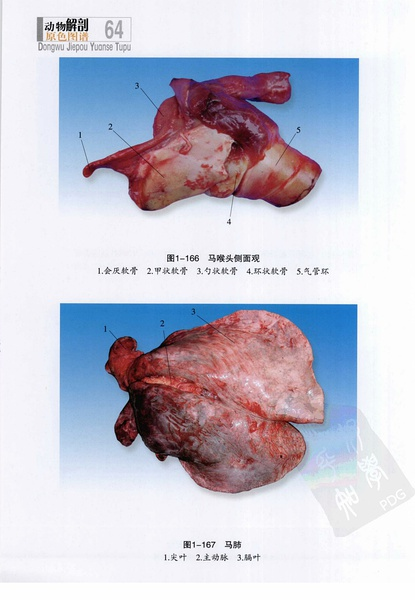 动物解剖
原色图谱
64
Dongwu Jiepou Yuanse Tupu
3
2
1
5
4
图1-166 马喉头侧面观
1.会厌软骨 2.甲状软骨 3.勺状软骨 4.环状软骨 5.气管环
1
2
3
图1-167 马肺
1.尖叶 2.主动脉 3.膈叶
PDG